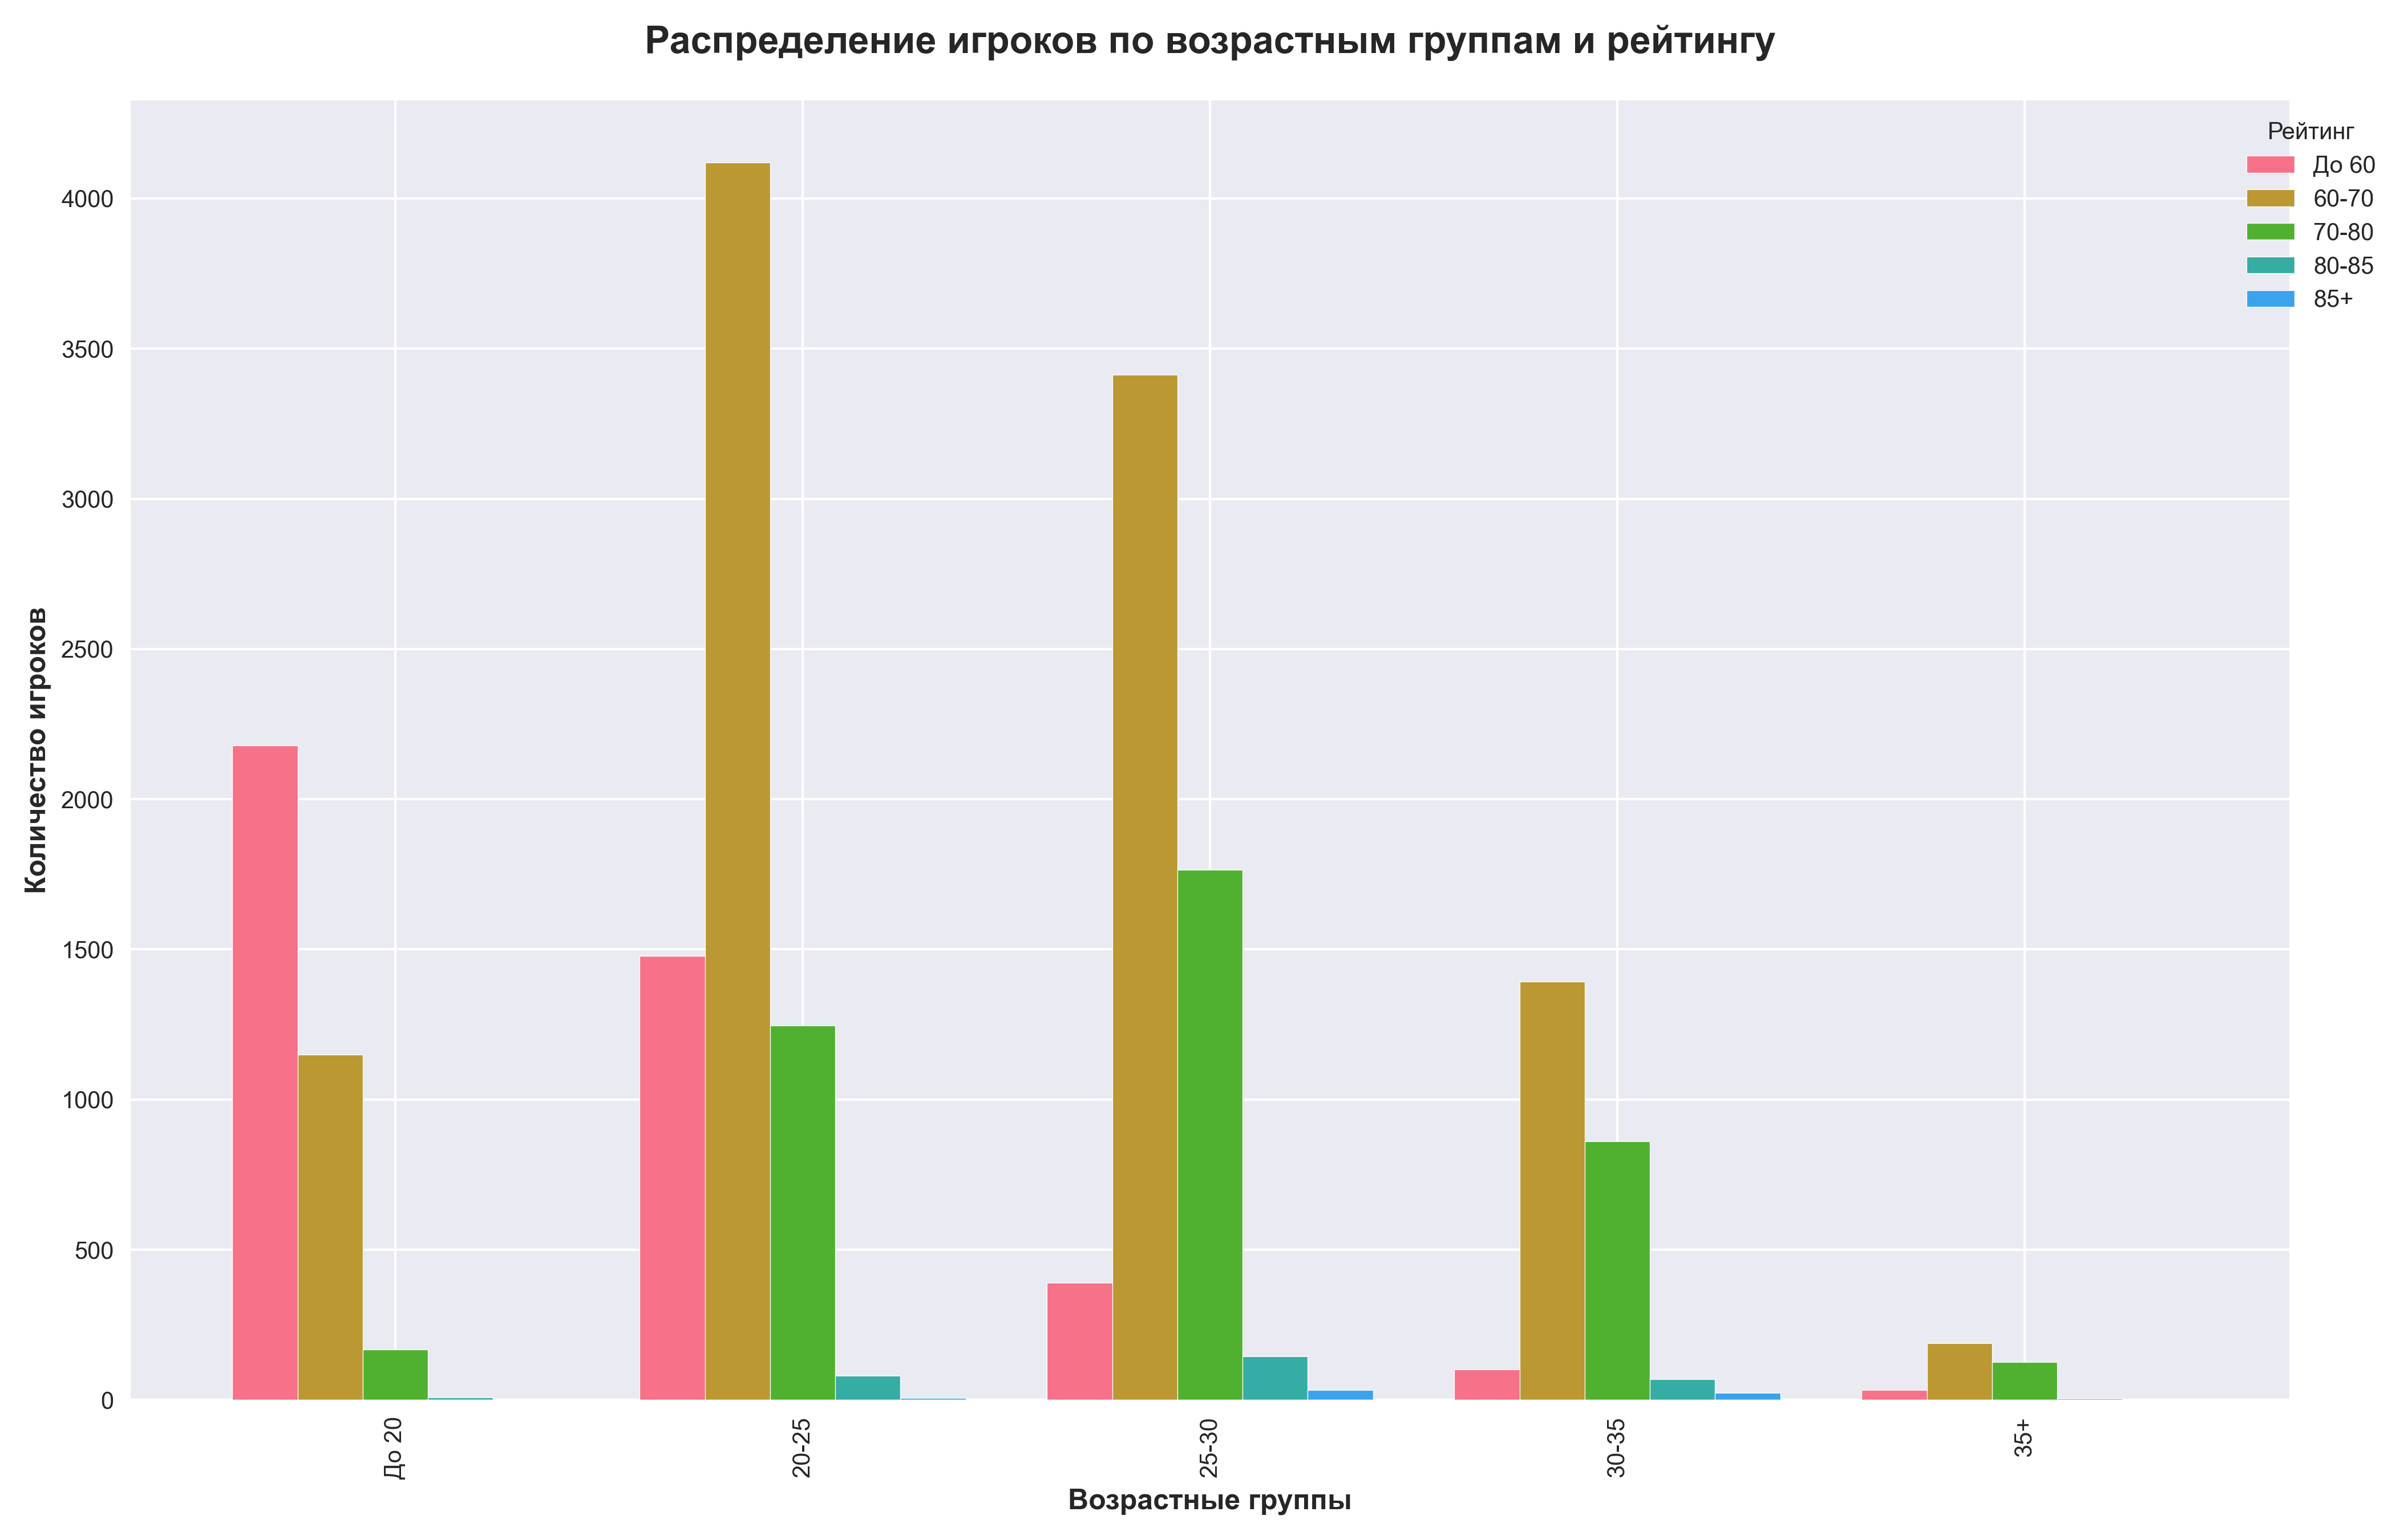 Распределение игроков по возрастным группам и рейтингу
Рейтинг
До 60
60-70
70-80
80-85
85+
Количество игроков
4000
3500
3000
2500
2000
1500
1000
500
0
До 20
20-25
25-30
30-35
35+
Возрастные группы